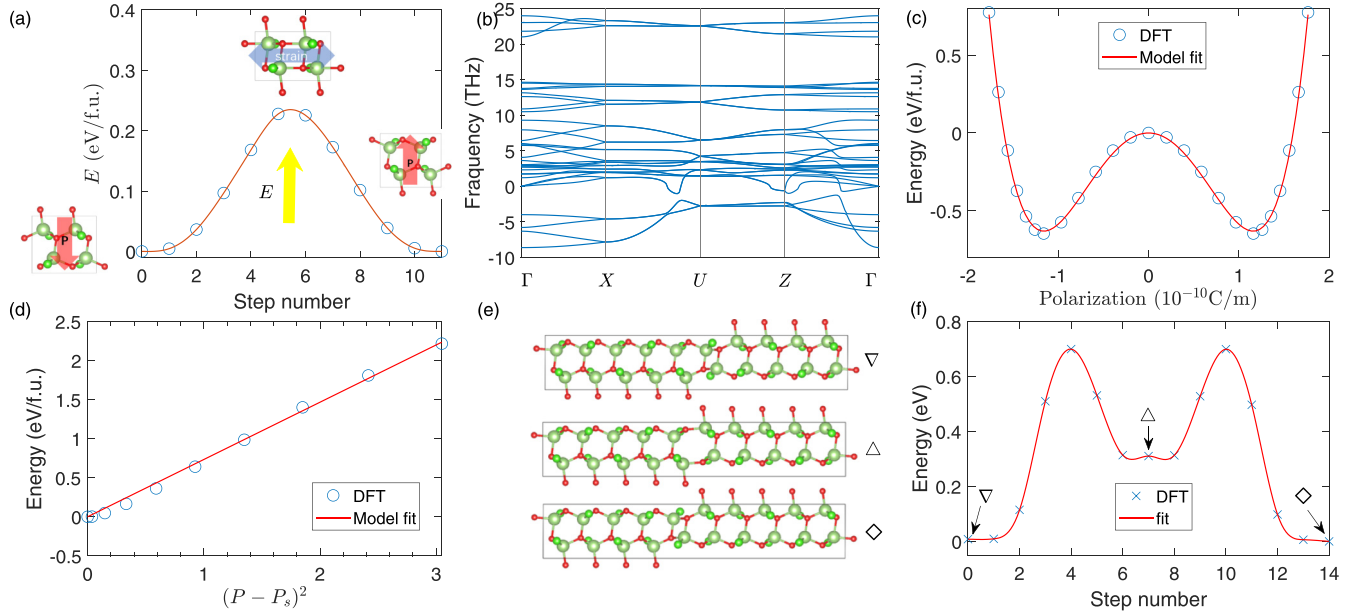 (a)
0.4
0.3
0.2
0.1
0
E (eV/f.u.)
strain
P
E
P
0 2 4 6 8 10
Step number
(b)
25
20
15
10
5
0
-5
-10
Fraquency (THz)
Γ X U Z Γ
(c)
DFT
Model fit
0.5
0
-0.5
Energy (eV/f.u.)
-2 -1 0 1 2
Polarization (10⁻¹⁰C/m)
(d)
2.5
2
1.5
1
0.5
0
-0.5
Energy (eV/f.u.)
DFT
Model fit
0 1 2 3
(P − Pₛ)²
(e)
(f)
0.8
0.6
0.4
0.2
0
Energy (eV)
DFT
fit
0 2 4 6 8 10 12 14
Step number